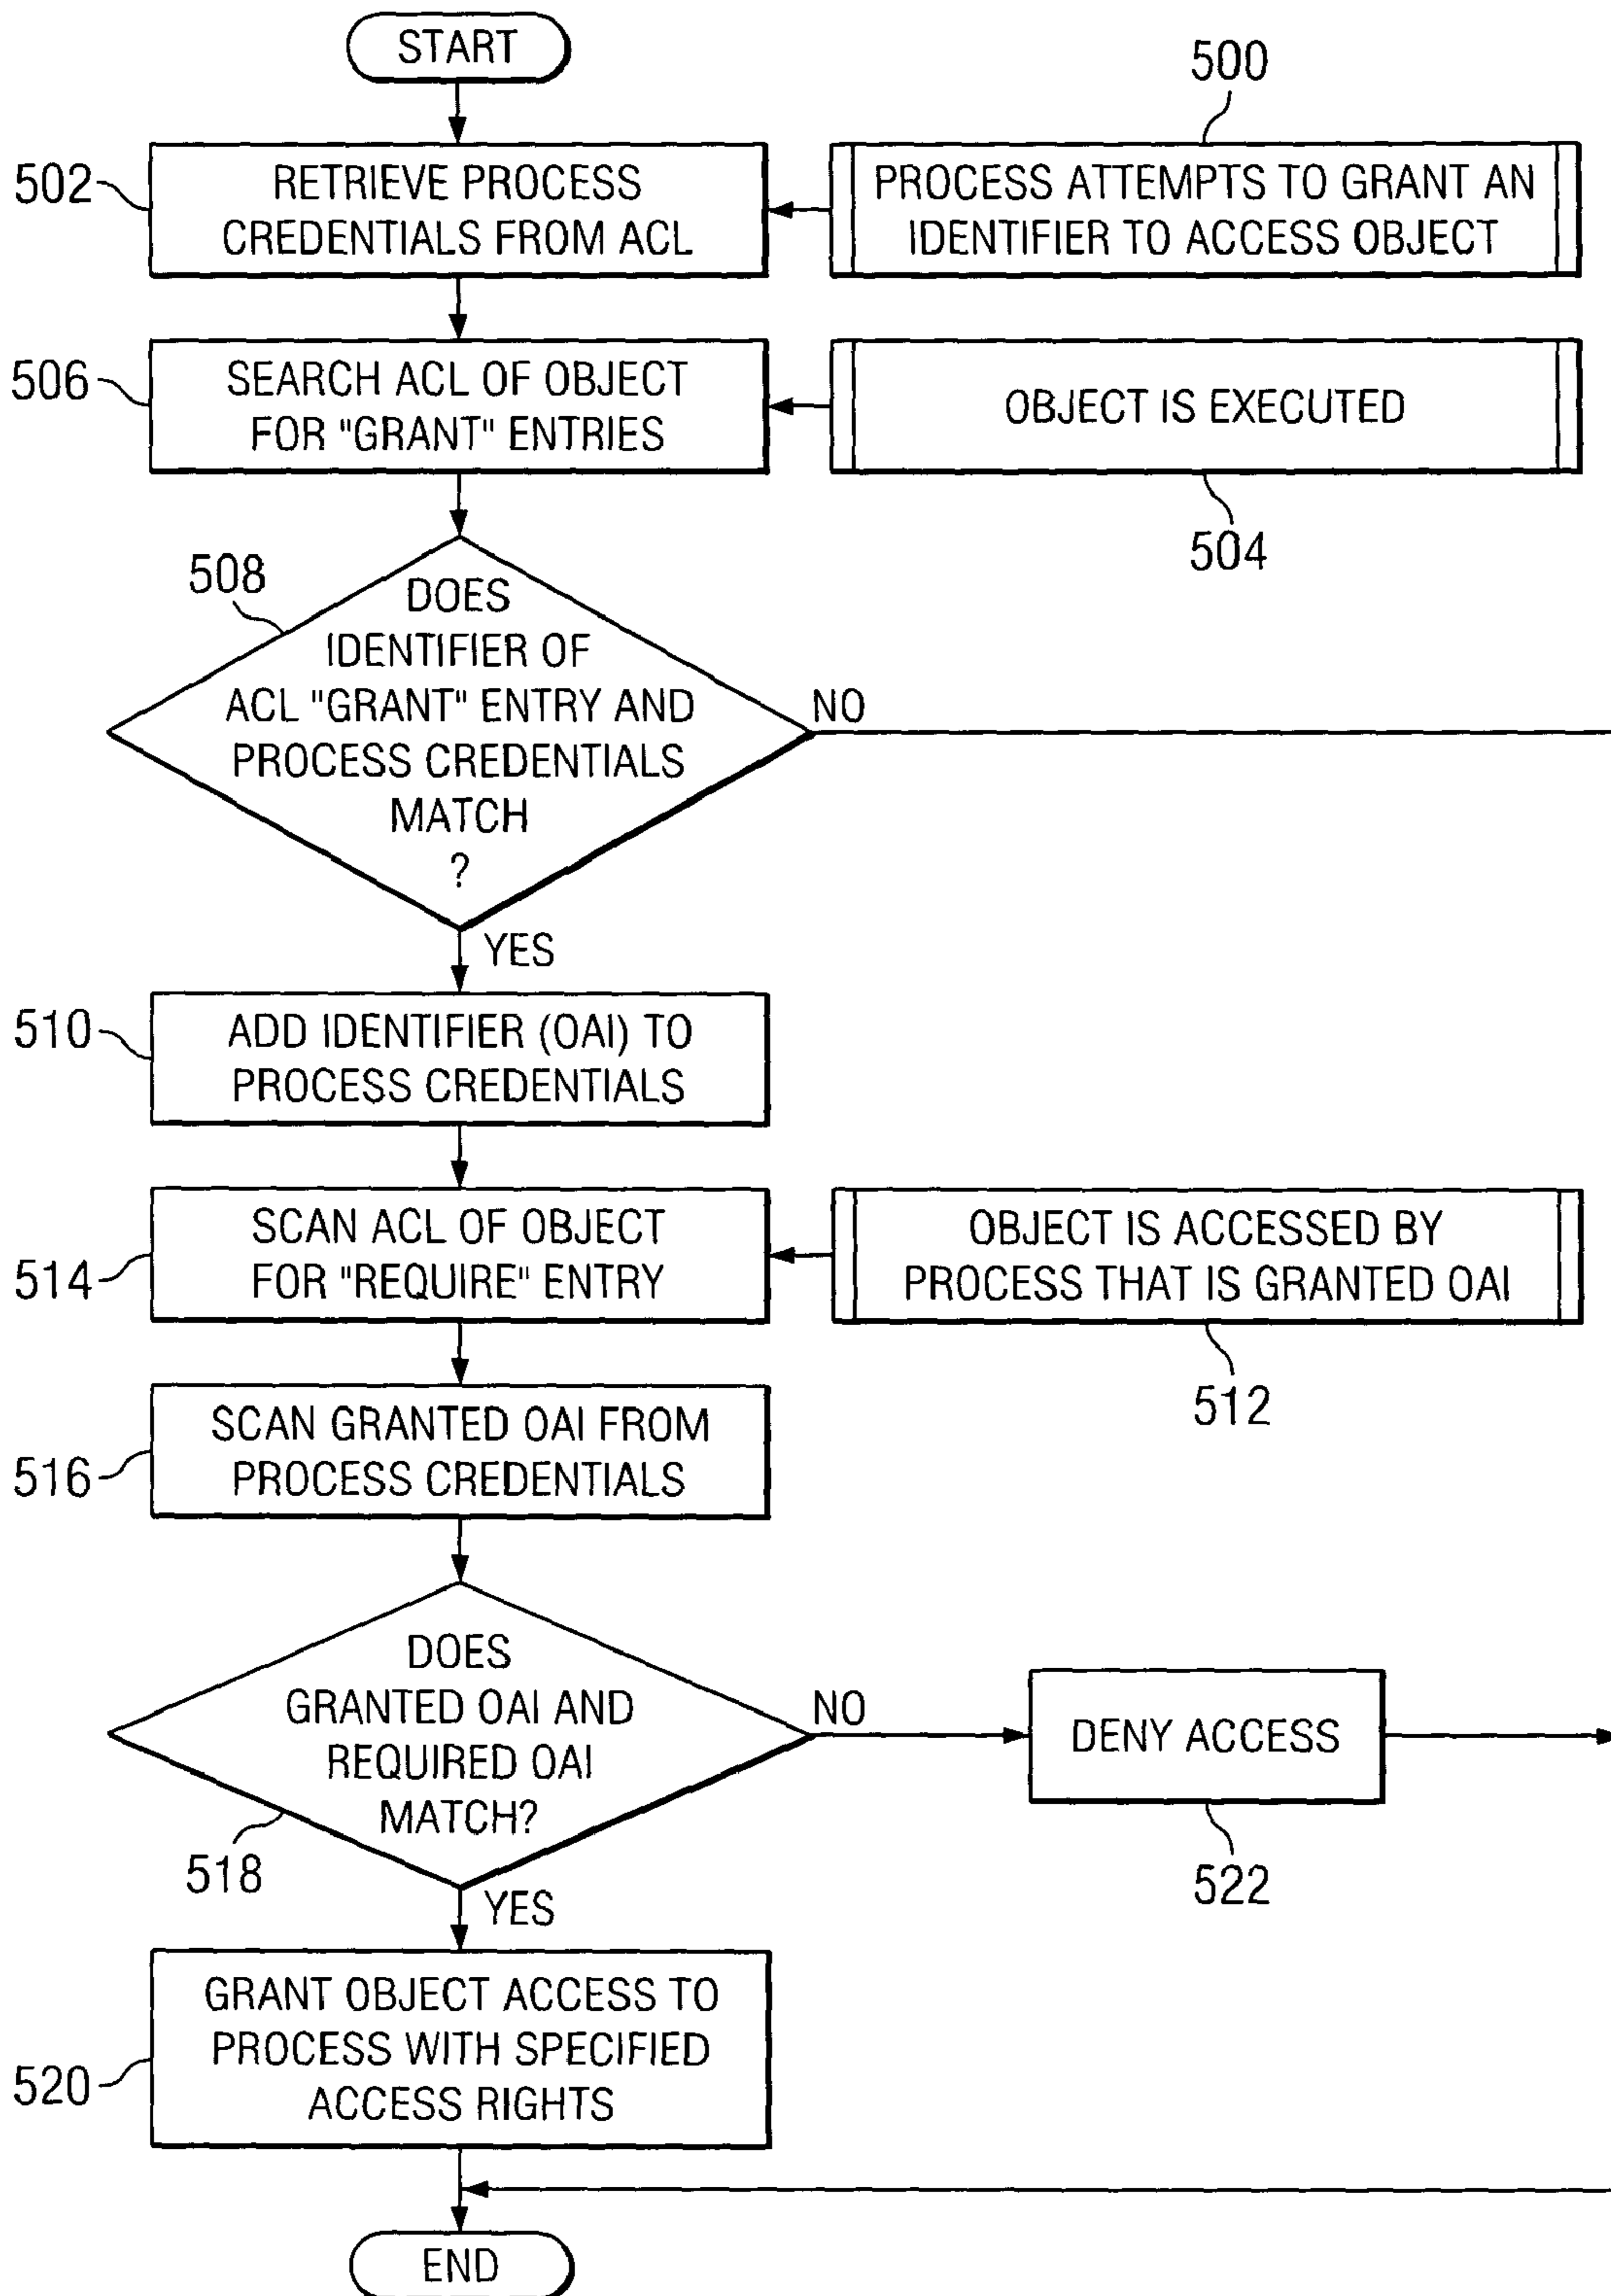 START
500
502
RETRIEVE PROCESS
CREDENTIALS FROM ACL
PROCESS ATTEMPTS TO GRANT AN
IDENTIFIER TO ACCESS OBJECT
506
SEARCH ACL OF OBJECT
FOR "GRANT" ENTRIES
OBJECT IS EXECUTED
504
508
DOES
IDENTIFIER OF
ACL "GRANT" ENTRY AND
PROCESS CREDENTIALS
MATCH
?
NO
YES
510
ADD IDENTIFIER (OAI) TO
PROCESS CREDENTIALS
514
SCAN ACL OF OBJECT
FOR "REQUIRE" ENTRY
OBJECT IS ACCESSED BY
PROCESS THAT IS GRANTED OAI
512
516
SCAN GRANTED OAI FROM
PROCESS CREDENTIALS
DOES
GRANTED OAI AND
REQUIRED OAI
MATCH?
NO
518
DENY ACCESS
522
YES
520
GRANT OBJECT ACCESS TO
PROCESS WITH SPECIFIED
ACCESS RIGHTS
END